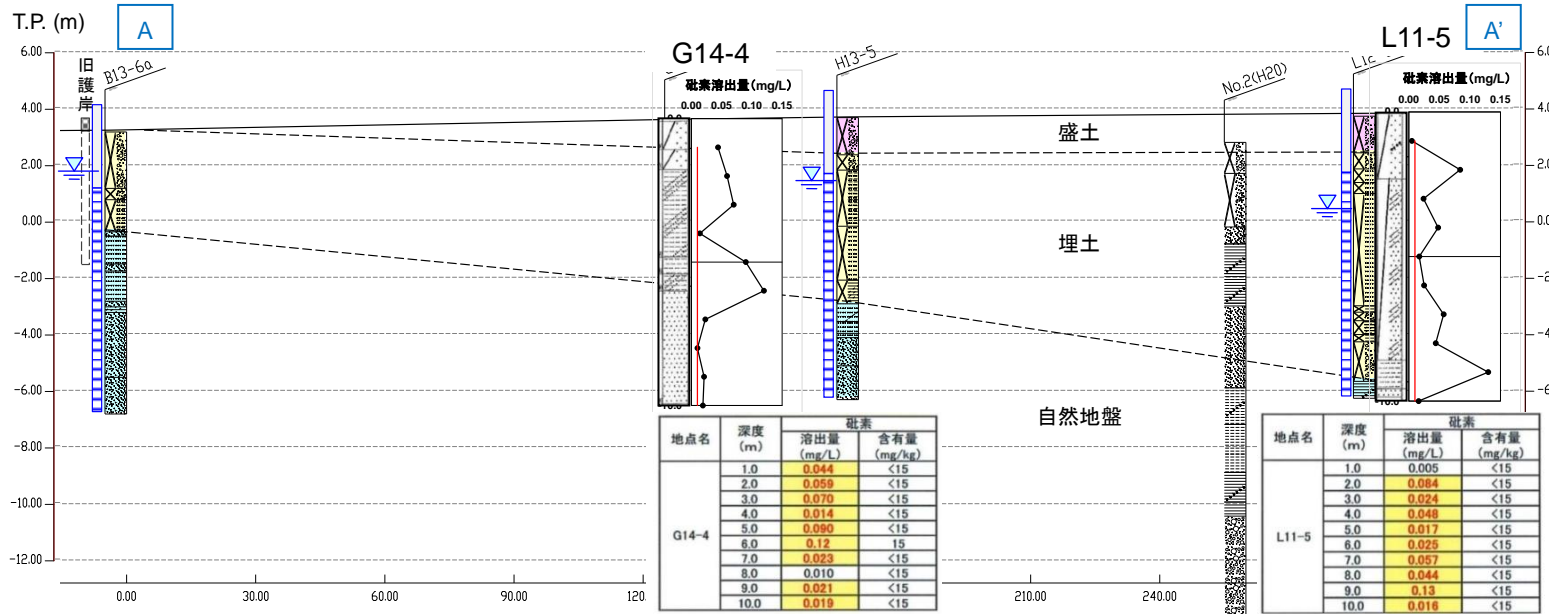 T.P. (m)
A
A'
G14-4
L11-5
旧護岸
B13-6a
H13-5
No.2(H20)
L12
砒素溶出量(mg/L)
0.00 0.05 0.10 0.15
砒素溶出量(mg/L)
0.00 0.05 0.10 0.15
6.00
4.00
2.00
0.00
-2.00
-4.00
-6.00
-8.00
-10.00
-12.00
盛土
埋土
自然地盤
0.00 30.00 60.00 90.00 120. 210.00 240.00
地点名 深度(m) 砒素
溶出量(mg/L) 含有量(mg/kg)
G14-4
1.0 0.044 <15
2.0 0.059 <15
3.0 0.070 <15
4.0 0.014 <15
5.0 0.090 <15
6.0 0.12 15
7.0 0.023 <15
8.0 0.010 <15
9.0 0.021 <15
10.0 0.019 <15
地点名 深度(m) 砒素
溶出量(mg/L) 含有量(mg/kg)
L11-5
1.0 0.005 <15
2.0 0.084 <15
3.0 0.024 <15
4.0 0.048 <15
5.0 0.017 <15
6.0 0.025 <15
7.0 0.057 <15
8.0 0.044 <15
9.0 0.13 <15
10.0 0.016 <15